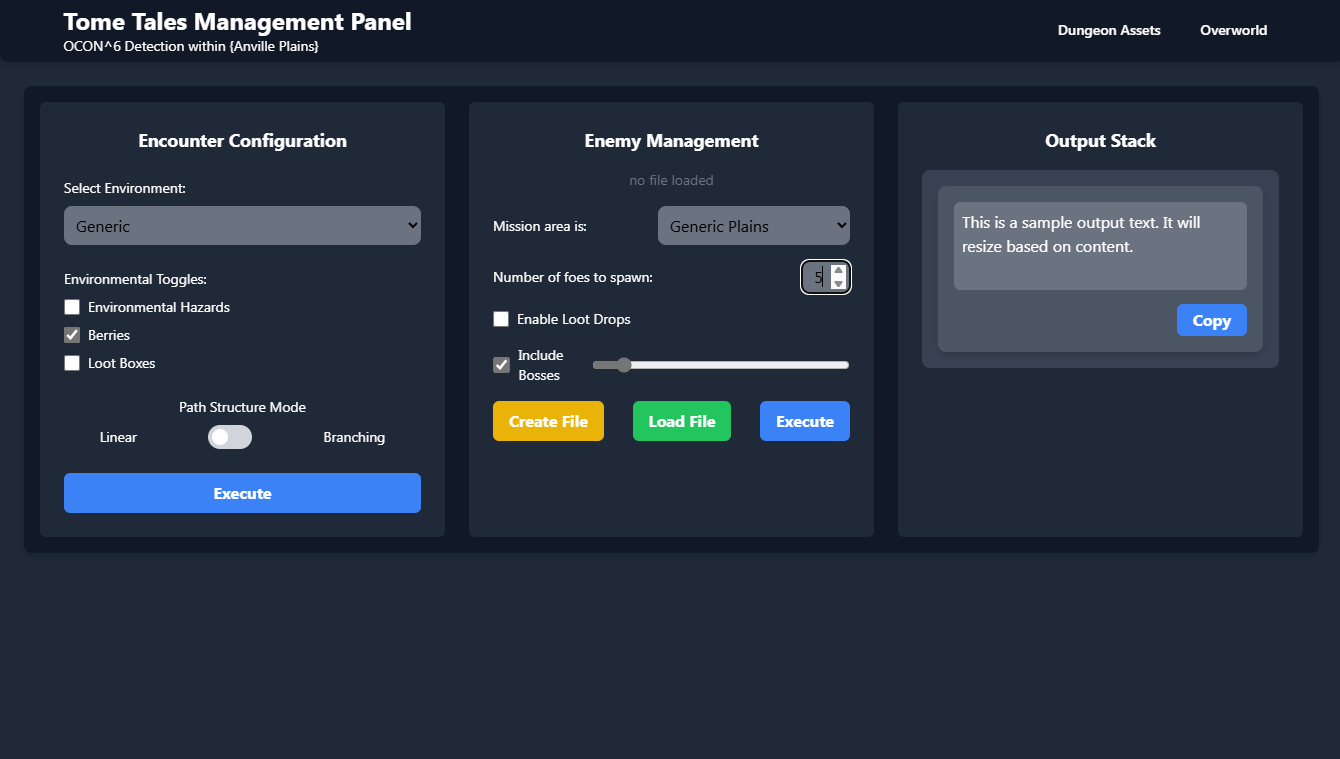 Tome Tales Management Panel
OCON^6 Detection within {Anville Plains}
Dungeon Assets
Overworld
Encounter Configuration
Select Environment:
Generic
Environmental Toggles:
Environmental Hazards
Berries
Loot Boxes
Path Structure Mode
Linear
Branching
Execute
Enemy Management
no file loaded
Mission area is:
Generic Plains
Number of foes to spawn:
5
Enable Loot Drops
Include
Bosses
Create File
Load File
Execute
Output Stack
This is a sample output text. It will
resize based on content.
Copy